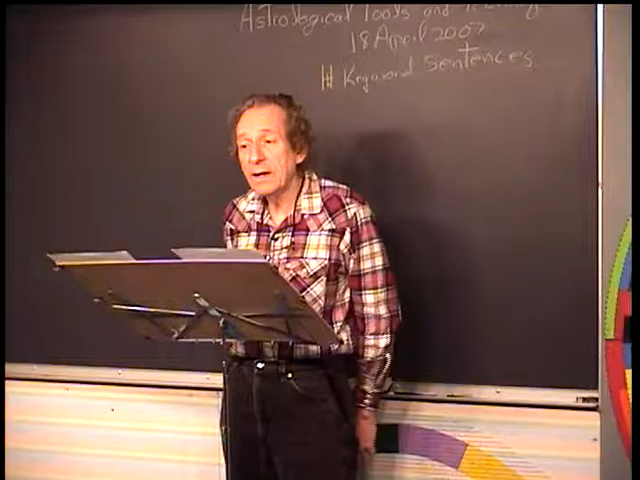 Astrological Tools and
18 April 2007
# Keyword Sentences